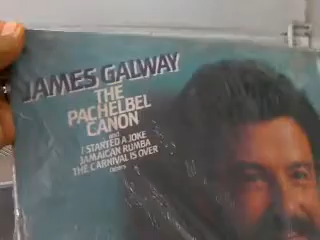 JAMES GALWAY
THE
PACHELBEL
CANON
and
I STARTED A JOKE
JAMAICAN RUMBA
THE CARNIVAL IS OVER